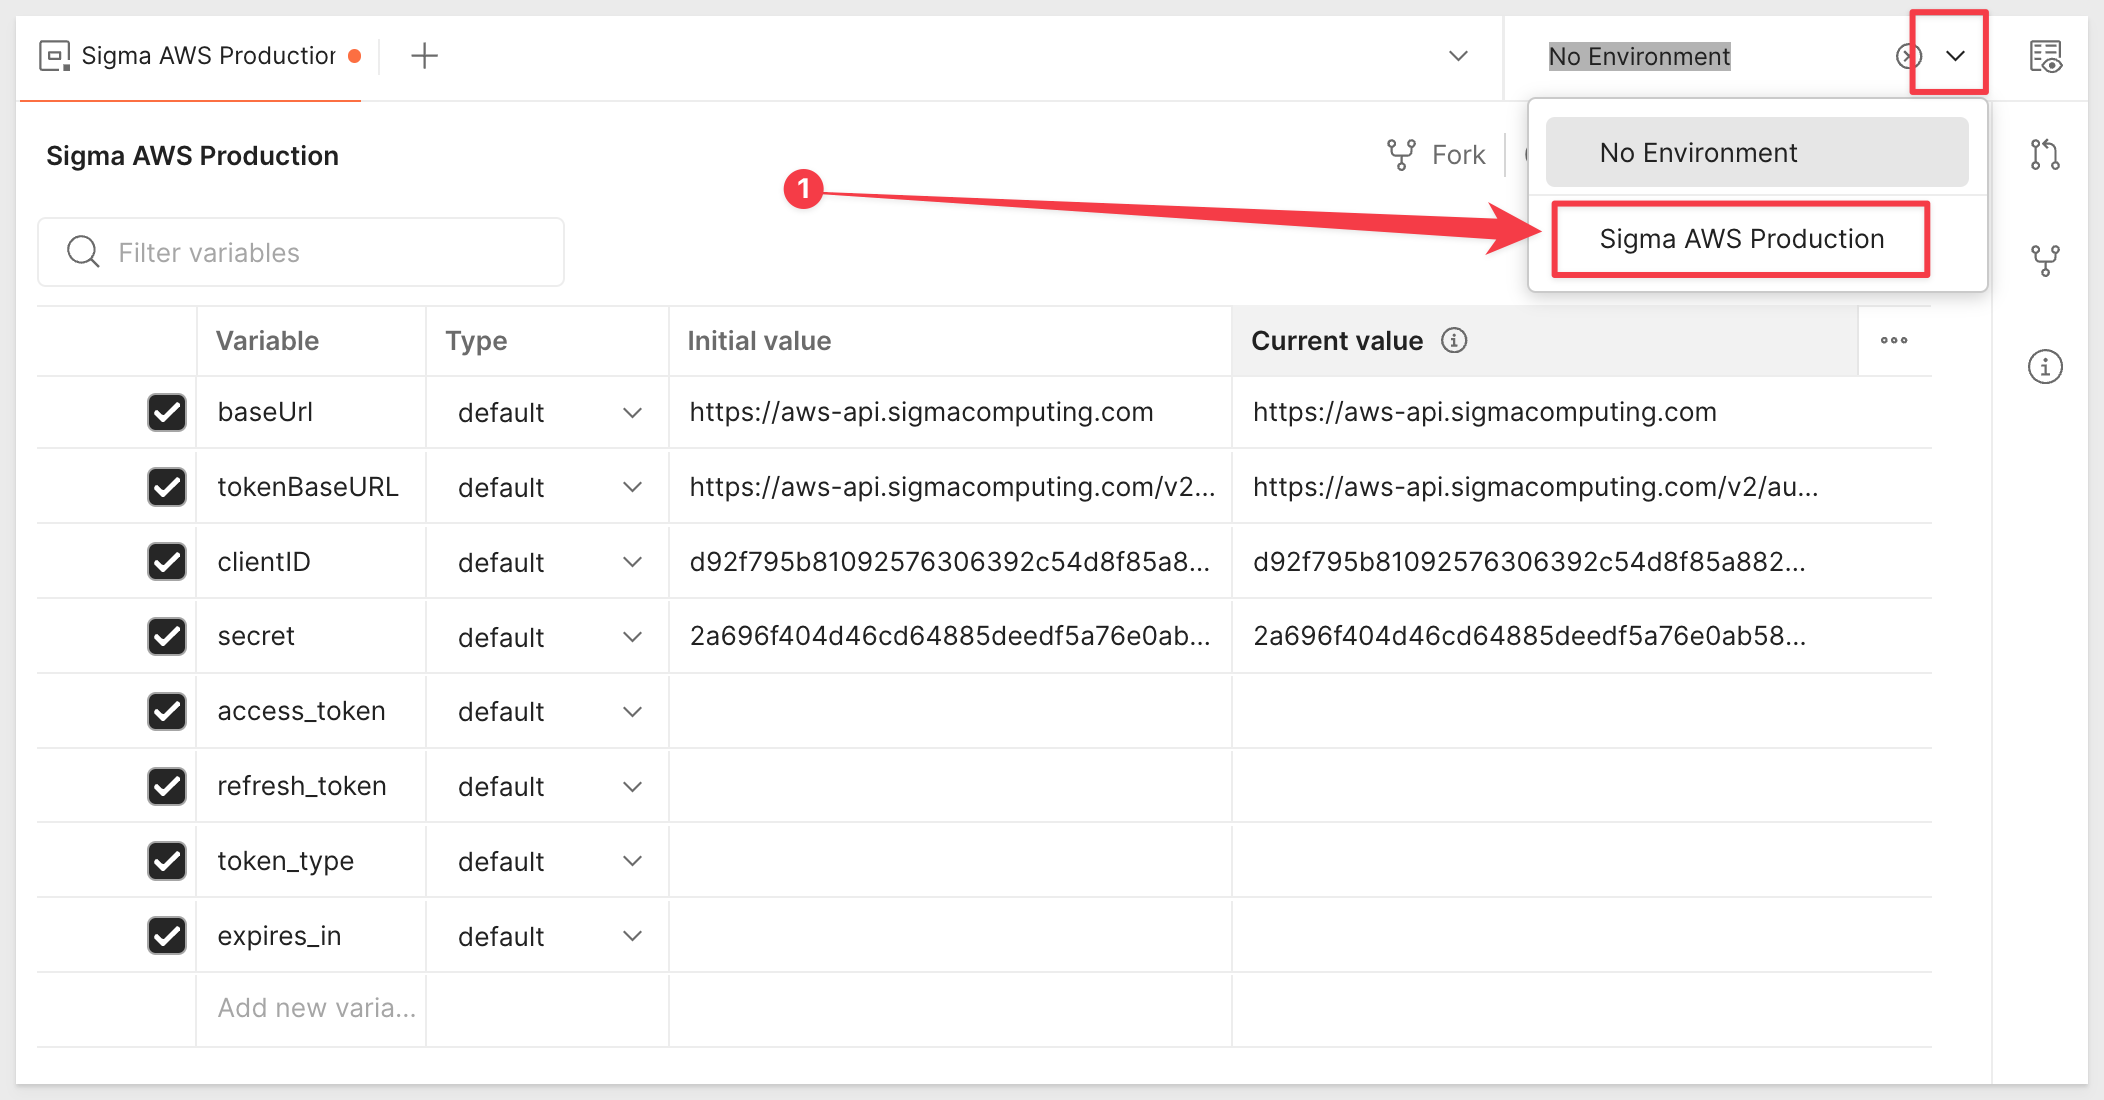 Sigma AWS Production
No Environment
No Environment
Sigma AWS Production
Fork
1
Sigma AWS Production
Filter variables
Variable Type Initial value Current value
baseUrl default https://aws-api.sigmacomputing.com https://aws-api.sigmacomputing.com
tokenBaseURL default https://aws-api.sigmacomputing.com/v2... https://aws-api.sigmacomputing.com/v2/au...
clientID default d92f795b81092576306392c54d8f85a8... d92f795b81092576306392c54d8f85a882...
secret default 2a696f404d46cd64885deedf5a76e0ab... 2a696f404d46cd64885deedf5a76e0ab58...
access_token default
refresh_token default
token_type default
expires_in default
Add new varia...